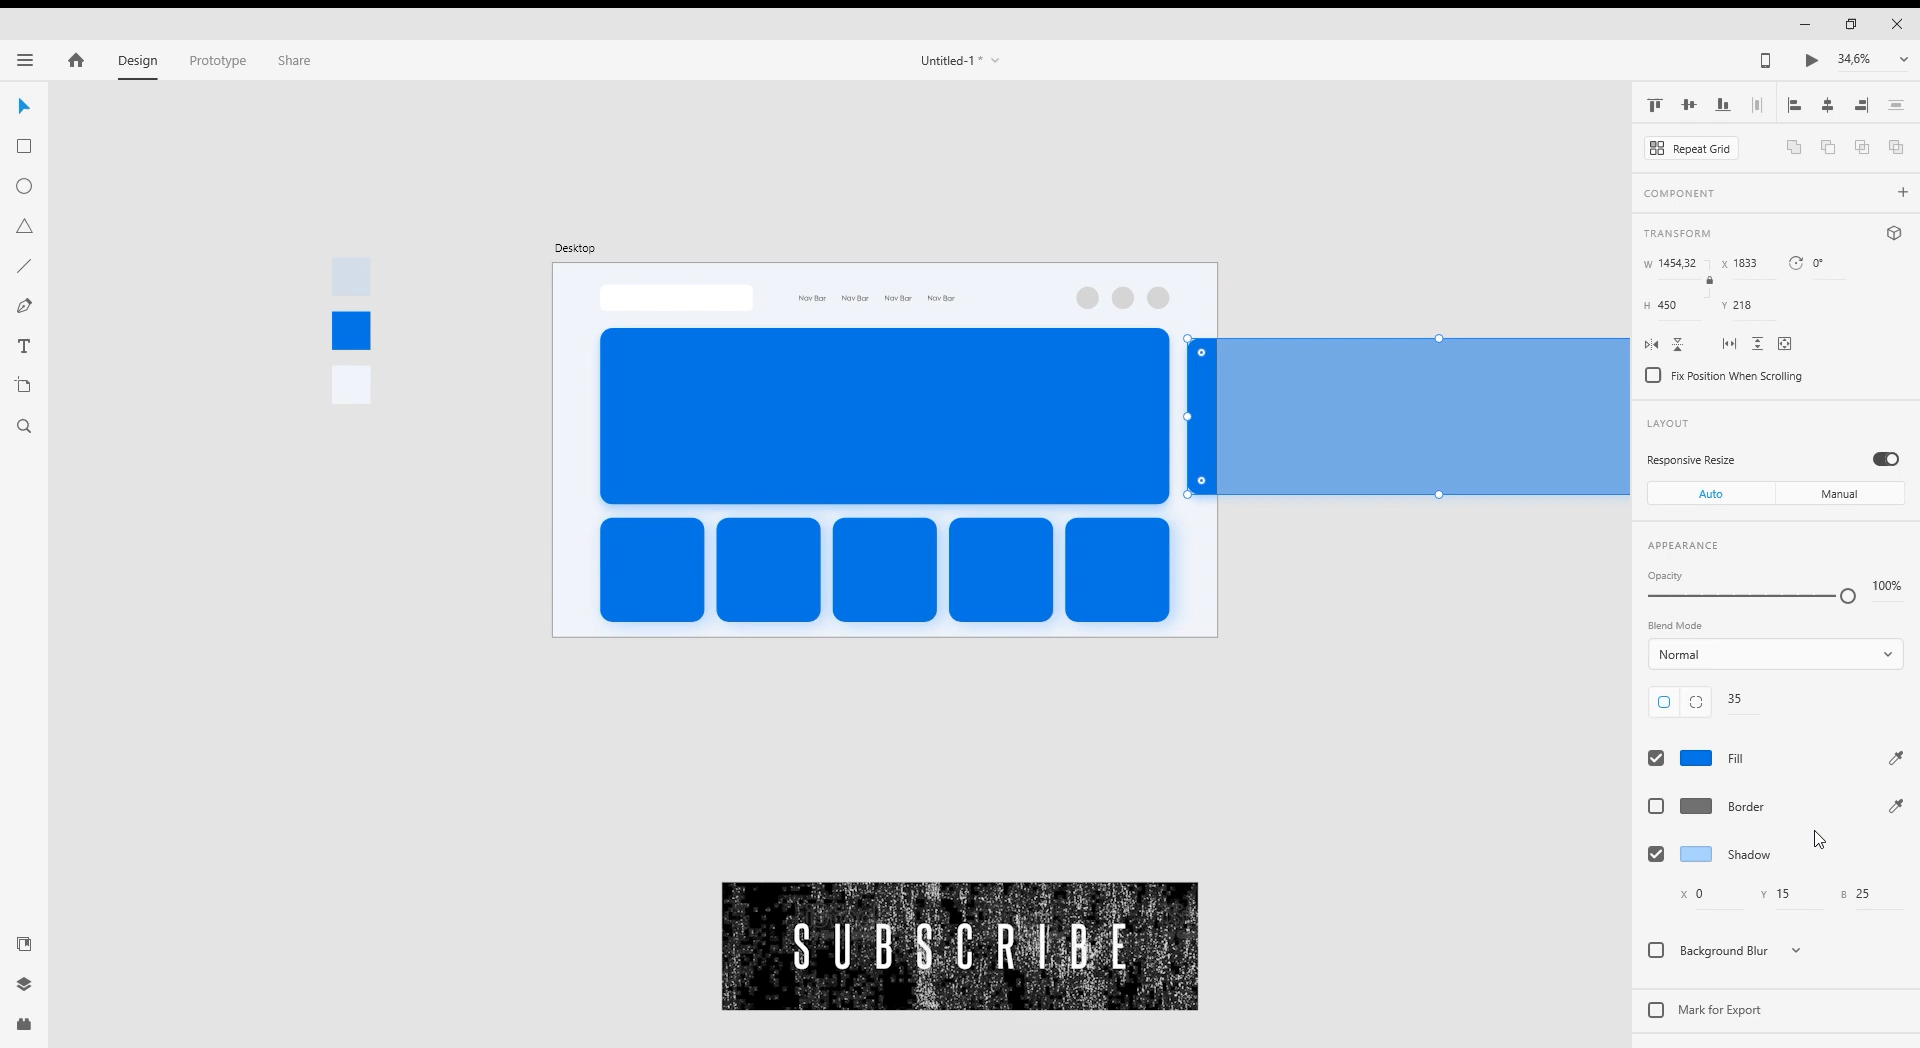 Design Prototype Share
Untitled-1 *
34,6%
Repeat Grid
COMPONENT
TRANSFORM
W 1454,32 X 1833 0°
H 450 Y 218
Fix Position When Scrolling
LAYOUT
Responsive Resize
Auto Manual
APPEARANCE
Opacity
100%
Blend Mode
Normal
35
Fill
Border
Shadow
X 0 Y 15 B 25
Background Blur
Mark for Export
Desktop
Nav Bar Nav Bar Nav Bar Nav Bar
SUBSCRIBE